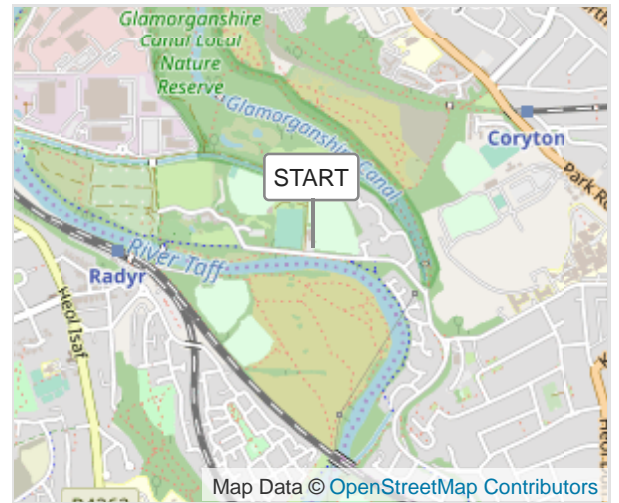 Glamorganshire
Canal Local
Nature
Reserve
Glamorganshire Canal
Coryton
Park
START
River Taff
Radyr
Heol Isaf
Map Data © OpenStreetMap Contributors